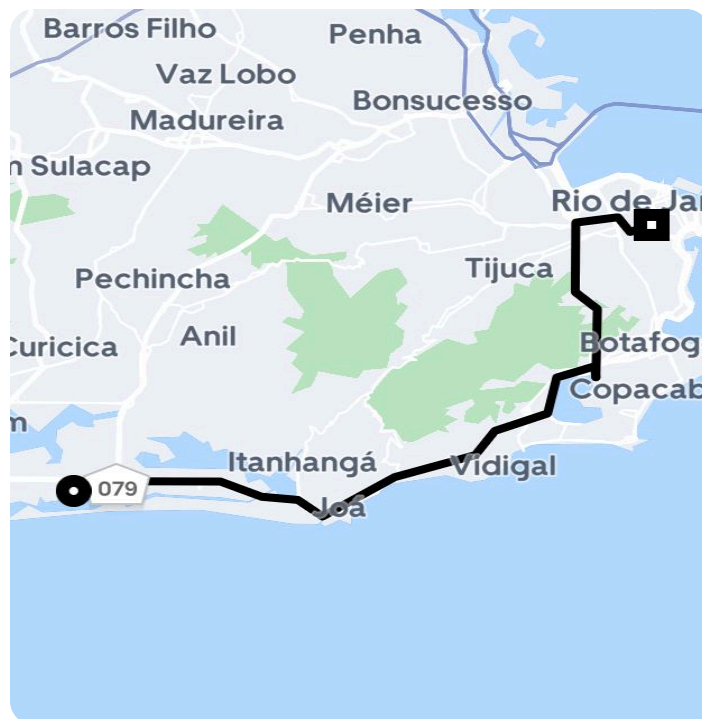 Barros Filho
Penha
Vaz Lobo
Bonsucesso
Madureira
n Sulacap
Méier
Rio de Jan
Tijuca
Pechincha
Anil
Curicica
Botafog
Copacab
m
Itanhangá
Vidigal
079
Joá